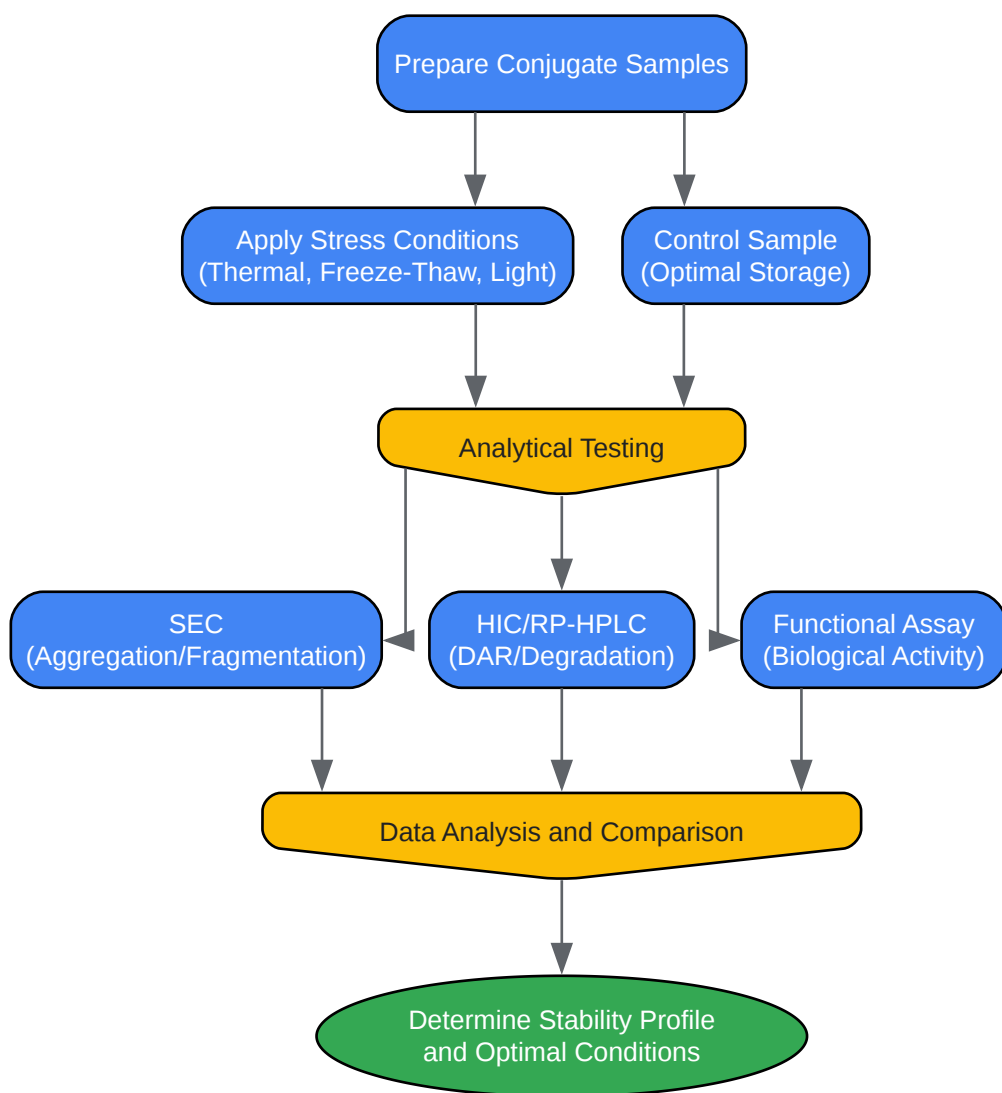 Prepare Conjugate Samples
Apply Stress Conditions
(Thermal, Freeze-Thaw, Light)
Control Sample
(Optimal Storage)
Analytical Testing
SEC
(Aggregation/Fragmentation)
HIC/RP-HPLC
(DAR/Degradation)
Functional Assay
(Biological Activity)
Data Analysis and Comparison
Determine Stability Profile
and Optimal Conditions